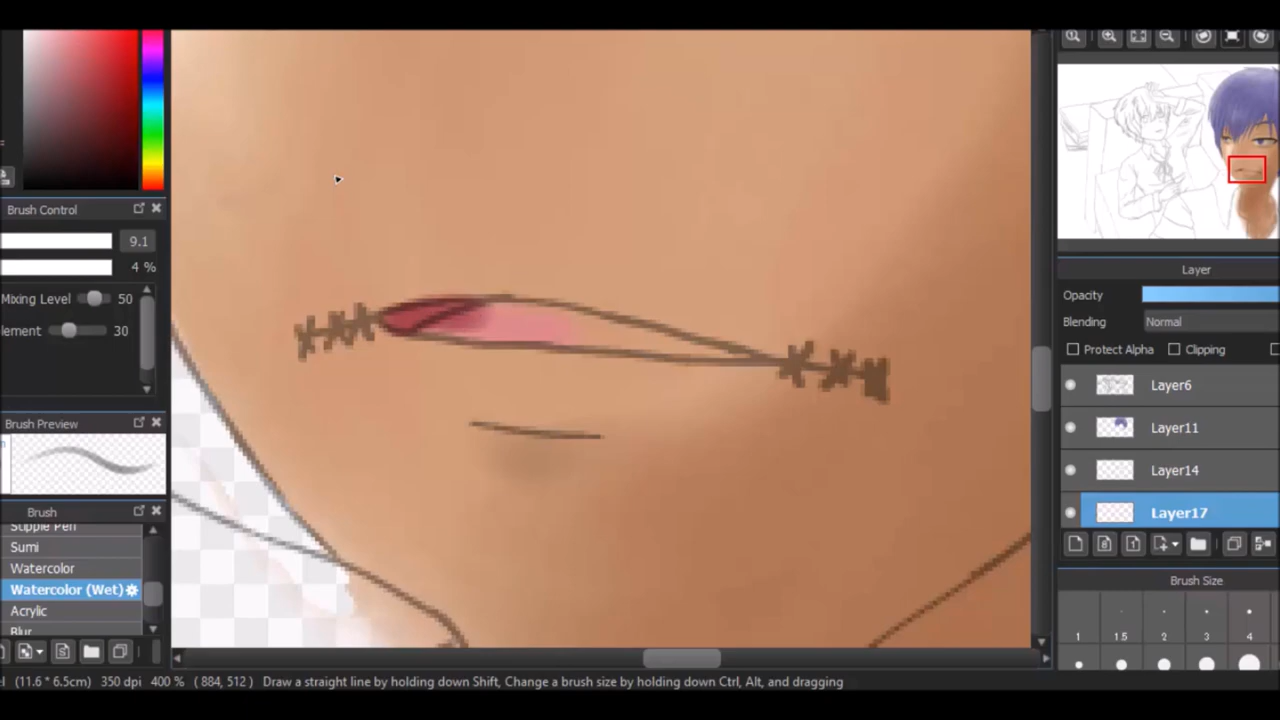 Brush Control
9.1
4 %
Mixing Level 50
lement 30
Brush Preview
Brush
Supple Pen
Sumi
Watercolor
Watercolor (Wet)
Acrylic
Blur
Layer
Opacity
Blending Normal
Protect Alpha Clipping
Layer6
Layer11
Layer14
Layer17
Brush Size
1 1.5 2 3 4
(11.6 * 6.5cm) 350 dpi 400 % ( 884, 512 ) Draw a straight line by holding down Shift, Change a brush size by holding down Ctrl, Alt, and dragging